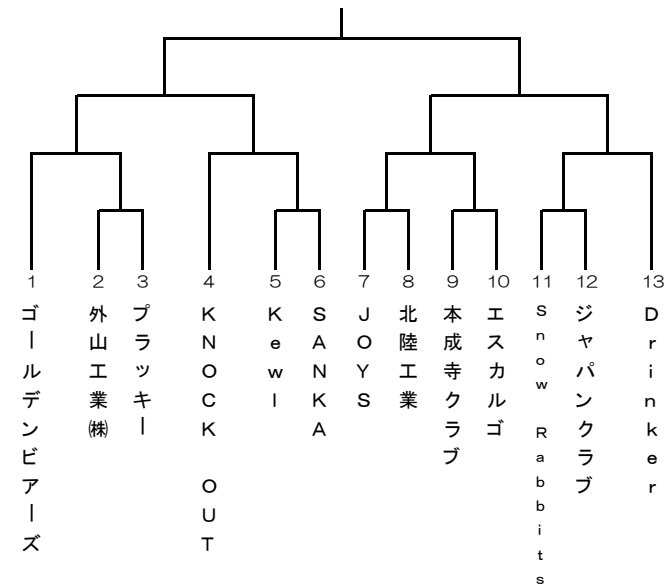 1 2 3 4 5 6 7 8 9 10 11 12 13
ゴールデンビアーズ
外山工業㈱
プラッキー
KNOCK OUT
Kewl
SANKA
JOYS
北陸工業
本成寺クラブ
エスカルゴ
Snow Rabbits
ジャパンクラブ
Drinker